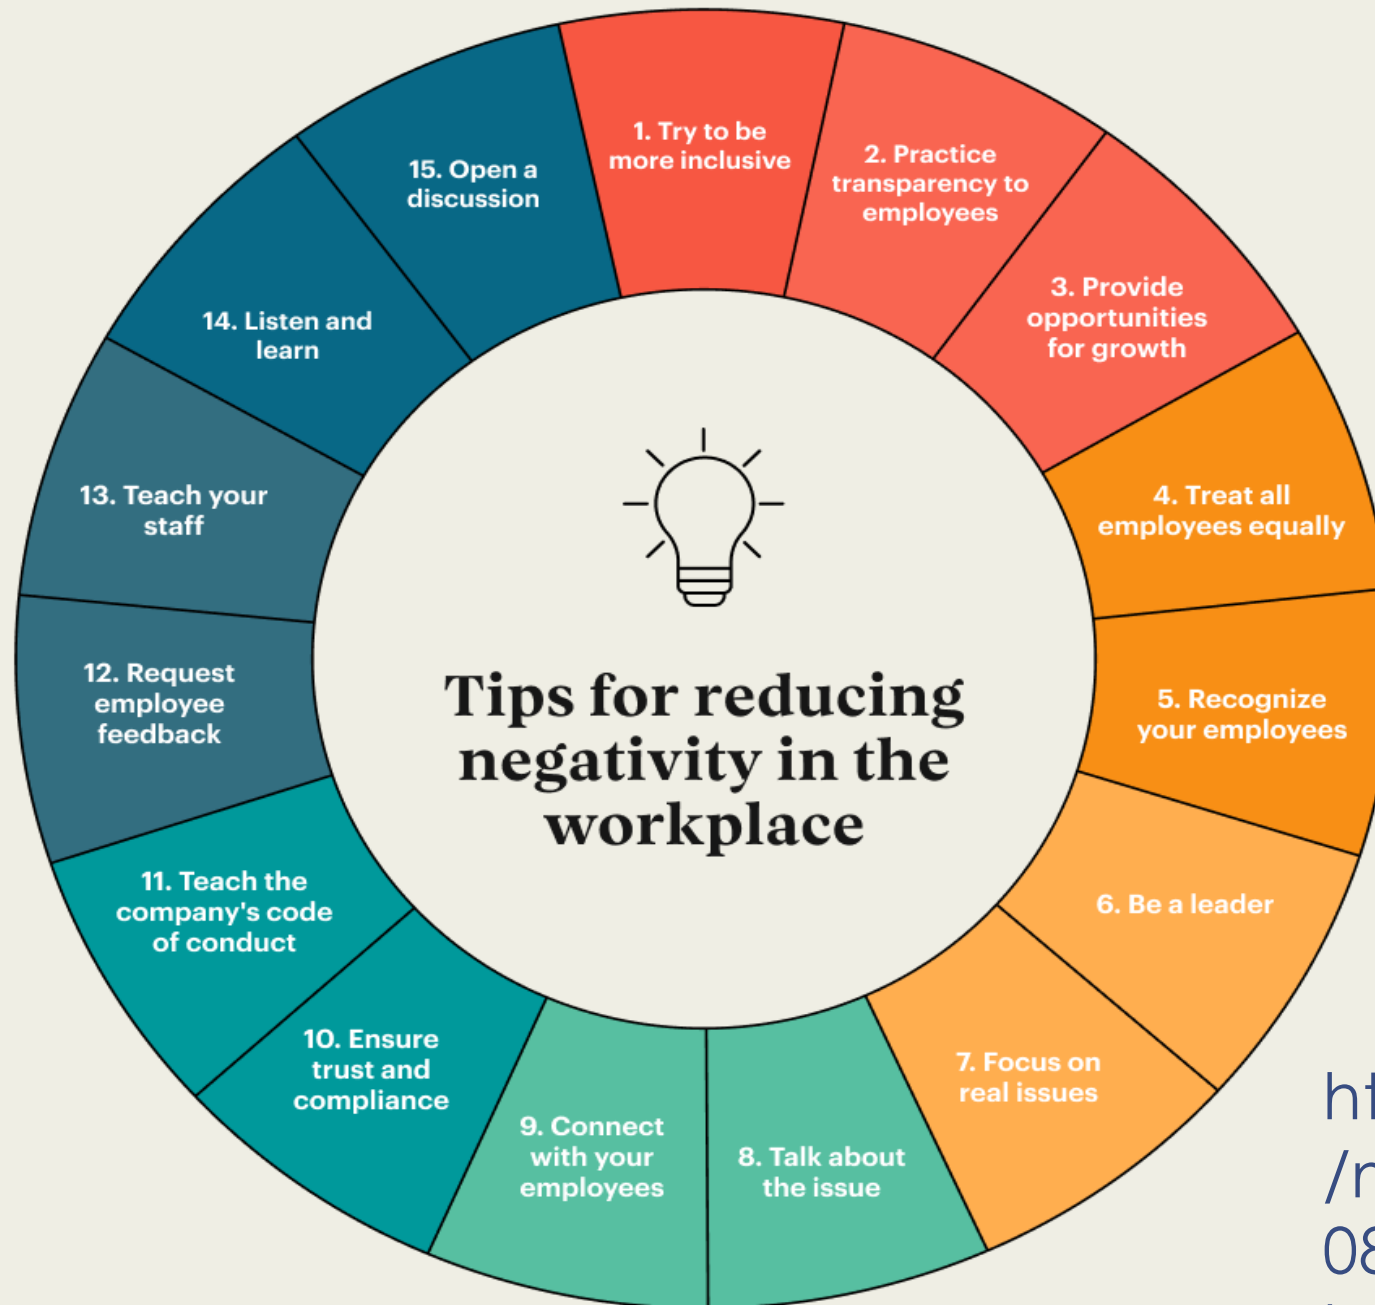 1. Try to be
more inclusive
2. Practice
transparency to
employees
3. Provide
opportunities
for growth
4. Treat all
employees equally
5. Recognize
your employees
6. Be a leader
7. Focus on
real issues
8. Talk about
the issue
9. Connect
with your
employees
10. Ensure
trust and
compliance
11. Teach the
company's code
of conduct
12. Request
employee
feedback
13. Teach your
staff
14. Listen and
learn
15. Open a
discussion
Tips for reducing
negativity in the
workplace
08